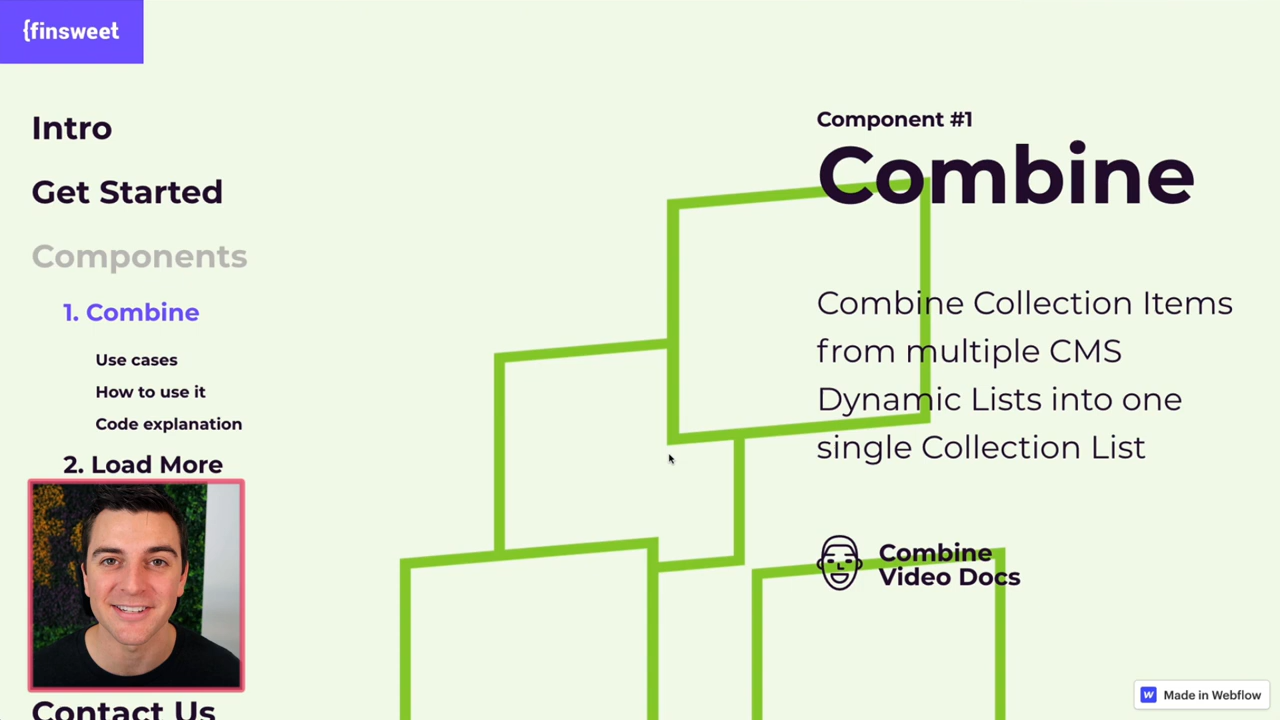 {finsweet
Intro
Get Started
Components
1. Combine
Use cases
How to use it
Code explanation
2. Load More
Contact Us
Component #1
Combine
Combine Collection Items
from multiple CMS
Dynamic Lists into one
single Collection List
Combine
Video Docs
W Made in Webflow